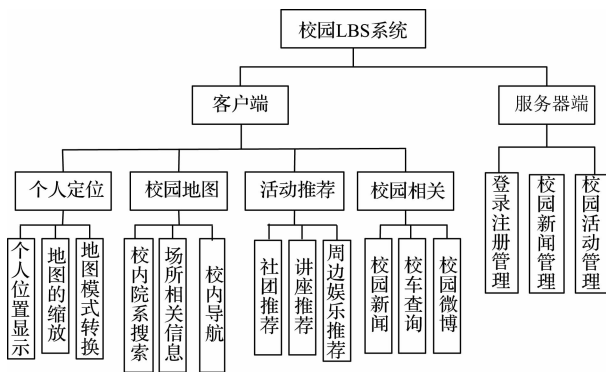 校园LBS系统
客户端
服务器端
个人定位
校园地图
活动推荐
校园相关
个人位置显示
地图的缩放
地图模式转换
校内院系搜索
场所相关信息
校内导航
社团推荐
讲座推荐
周边娱乐推荐
校园新闻
校车查询
校园微博
登录注册管理
校园新闻管理
校园活动管理